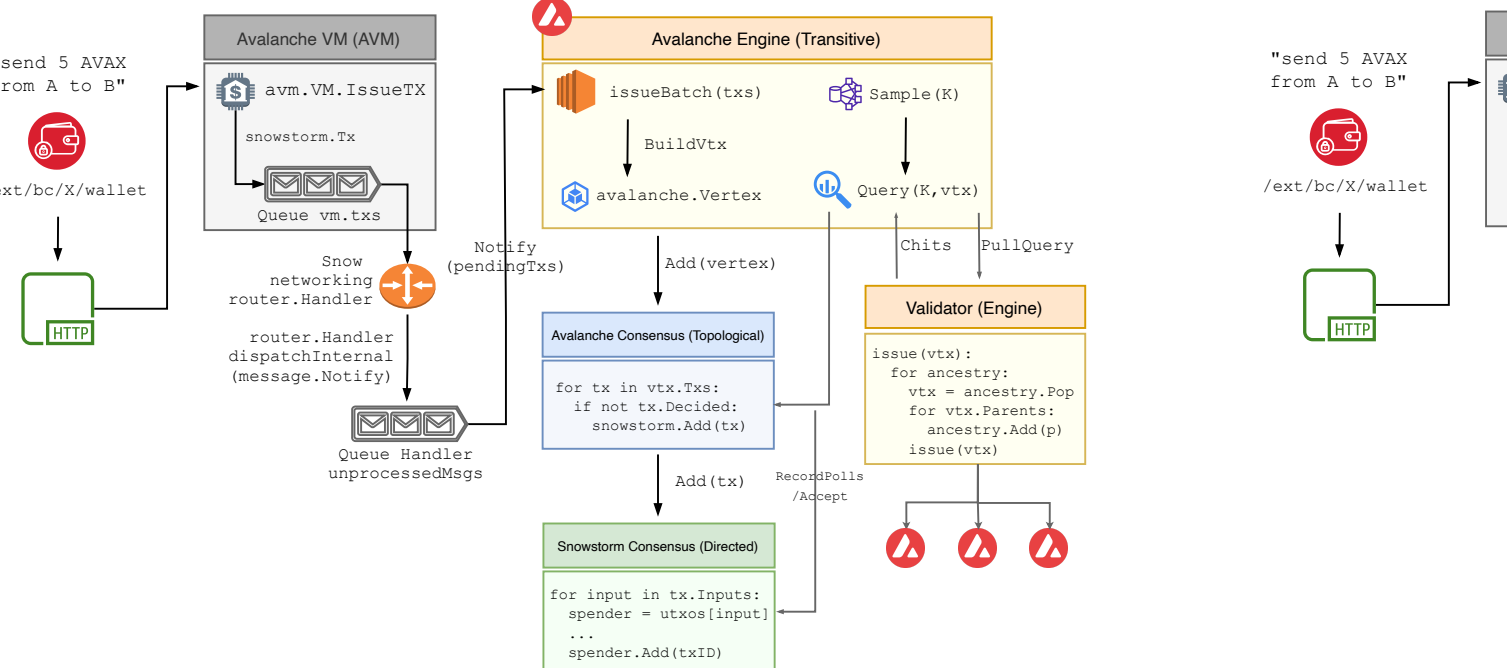 send 5 AVAX
rom A to B"
ext/bc/X/wallet
HTTP
Avalanche VM (AVM)
avm.VM.IssueTX
snowstorm.Tx
Queue vm.txs
Snow
networking
router.Handler
router.Handler
dispatchInternal
(message.Notify)
Queue Handler
unprocessedMsgs
Notify
(pendingTxs)
Avalanche Engine (Transitive)
issueBatch(txs)
BuildVtx
avalanche.Vertex
Sample(K)
Query(K,vtx)
Add(vertex)
Chits
PullQuery
Avalanche Consensus (Topological)
for tx in vtx.Txs:
if not tx.Decided:
snowstorm.Add(tx)
Add(tx)
RecordPolls
/Accept
Snowstorm Consensus (Directed)
for input in tx.Inputs:
spender = utxos[input]
...
spender.Add(txID)
Validator (Engine)
issue(vtx):
for ancestry:
vtx = ancestry.Pop
for vtx.Parents:
ancestry.Add(p)
issue(vtx)
"send 5 AVAX
from A to B"
/ext/bc/X/wallet
HTTP